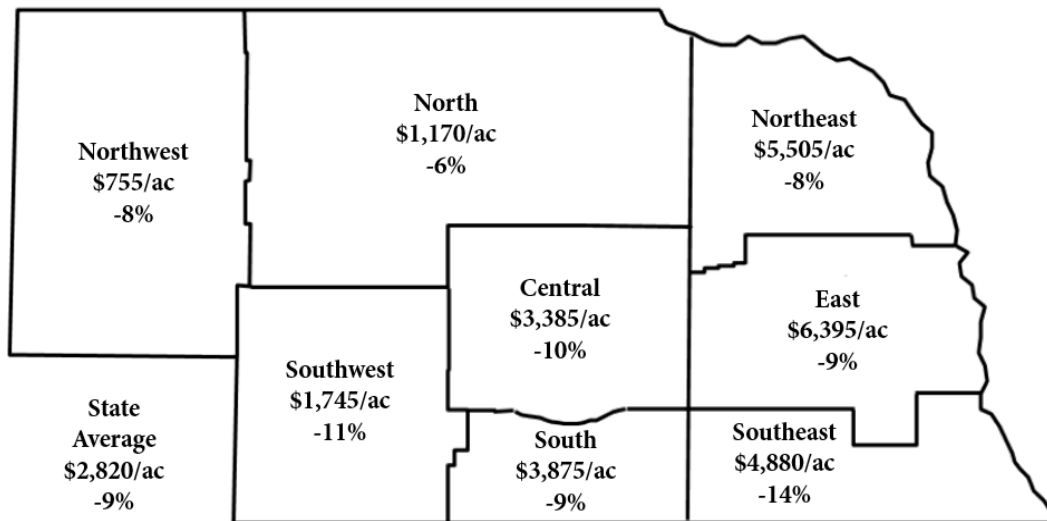 North
$1,170/ac
-6%
Northeast
$5,505/ac
-8%
Northwest
$755/ac
-8%
Central
$3,385/ac
-10%
East
$6,395/ac
-9%
Southwest
$1,745/ac
-11%
State
Average
$2,820/ac
-9%
South
$3,875/ac
-9%
Southeast
$4,880/ac
-14%